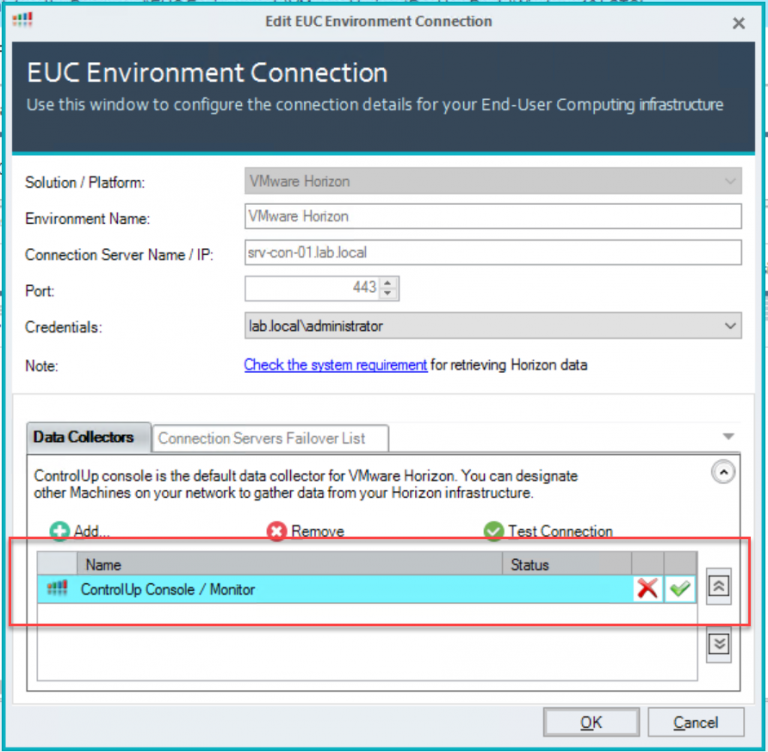 Edit EUC Environment Connection
EUC Environment Connection
Use this window to configure the connection details for your End-User Computing infrastructure
Solution / Platform: VMware Horizon
Environment Name: VMware Horizon
Connection Server Name / IP: srv-con-01.lab.local
Port: 443
Credentials: lab.local\administrator
Note: Check the system requirement for retrieving Horizon data
Data Collectors Connection Servers Failover List
ControlUp console is the default data collector for VMware Horizon. You can designate
other Machines on your network to gather data from your Horizon infrastructure.
Add... Remove Test Connection
Name Status
ControlUp Console / Monitor
OK Cancel